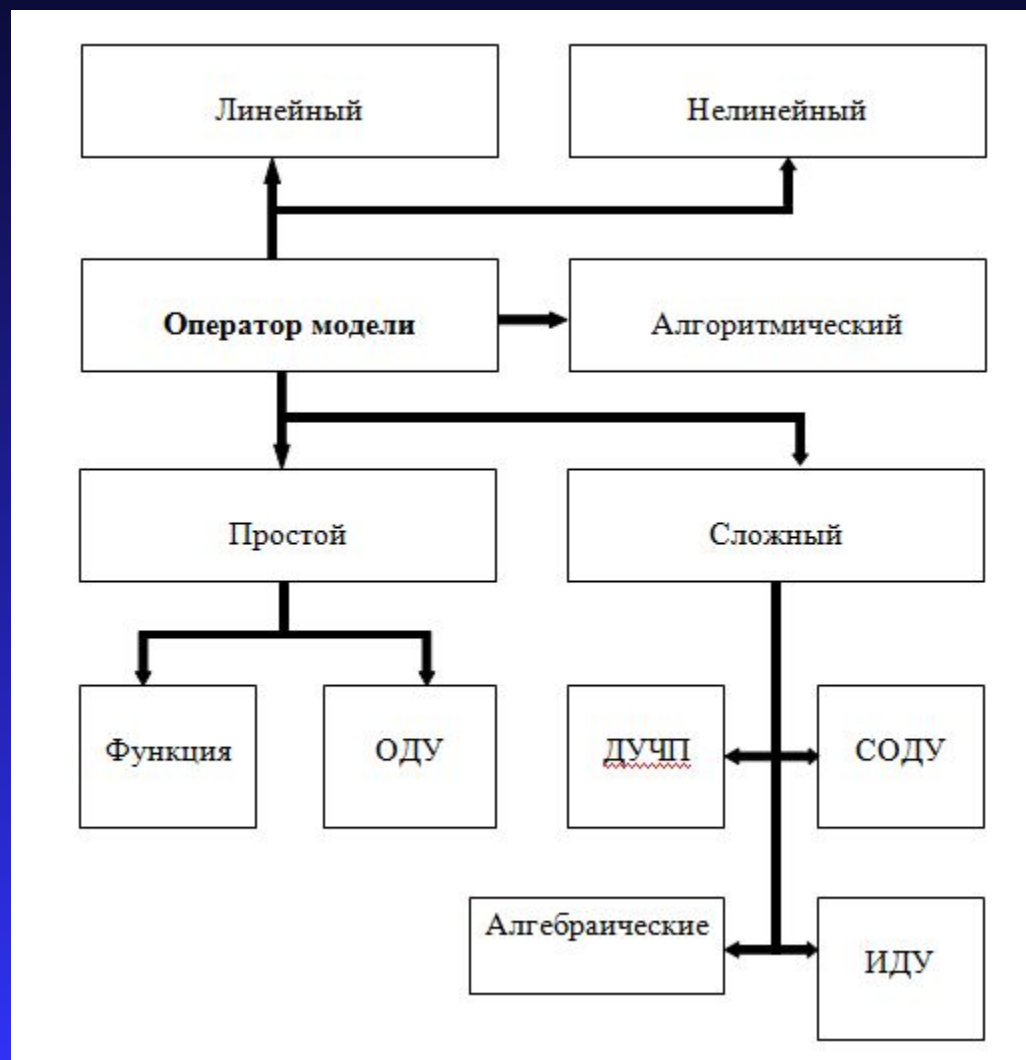 Линейный
Нелинейный
Оператор модели
Алгоритмический
Простой
Сложный
Функция
ОДУ
ДУЧП
СОДУ
Алгебраические
ИДУ